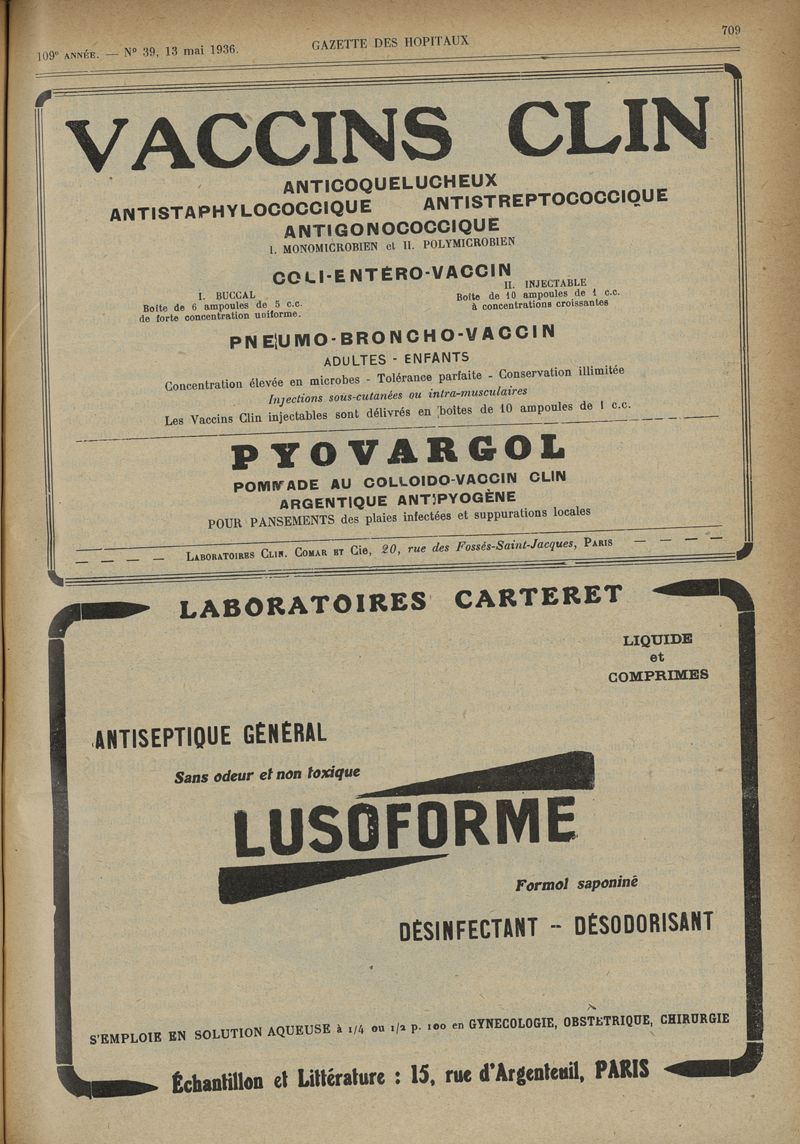 109e ANNÉE. — No 39, 13 mai 1936.
GAZETTE DES HOPITAUX
709
VACCINS CLIN
ANTICOQUELUCHEUX
ANTISTAPHYLOCOCCIQUE ANTISTREPTOCOCCIQUE
ANTIGONOCOCCIQUE
I. MONOMICROBIEN et II. POLYMICROBIEN
COLI-ENTÉRO-VACCIN
I. BUCCAL
Boîte de 6 ampoules de 5 c.c.
de forte concentration uniforme.
II. INJECTABLE
Boîte de 10 ampoules de 1 c.c.
à concentrations croissantes
PNEUMO-BRONCHO-VACCIN
ADULTES - ENFANTS
Concentration élevée en microbes - Tolérance parfaite - Conservation illimitée
Injections sous-cutanées ou intra-musculaires
Les Vaccins Clin injectables sont délivrés en boîtes de 10 ampoules de 1 c.c.
PYOVARGOL
POMMADE AU COLLOIDO-VACCIN CLIN
ARGENTIQUE ANTIPYOGÈNE
POUR PANSEMENTS des plaies infectées et suppurations locales
LABORATOIRES CLIN. COMAR ET Cie, 20, rue des Fossés-Saint-Jacques, PARIS
LABORATOIRES CARTERET
LIQUIDE
et
COMPRIMES
ANTISEPTIQUE GÉNÉRAL
Sans odeur et non toxique
LUSOFORME
Formol saponiné
DÉSINFECTANT - DÉSODORISANT
S'EMPLOIE EN SOLUTION AQUEUSE à 1/4 ou 1/2 p. 100 en GYNECOLOGIE, OBSTETRIQUE, CHIRURGIE
Échantillon et Littérature : 15, rue d'Argenteuil, PARIS